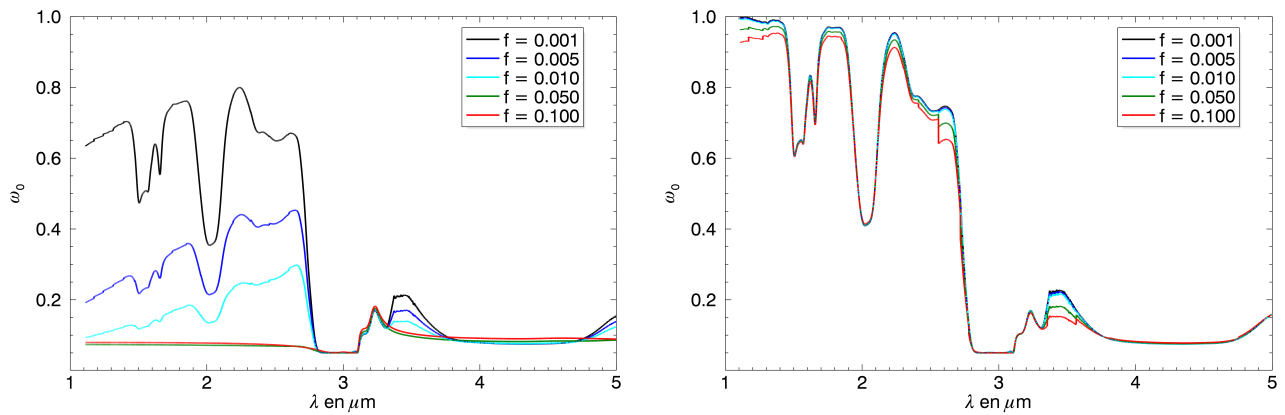 1.0
0.8
0.6
0.4
0.2
ω₀
1 2 3 4 5
λ en μm
f = 0.001
f = 0.005
f = 0.010
f = 0.050
f = 0.100
1.0
0.8
0.6
0.4
0.2
ω₀
1 2 3 4 5
λ en μm
f = 0.001
f = 0.005
f = 0.010
f = 0.050
f = 0.100